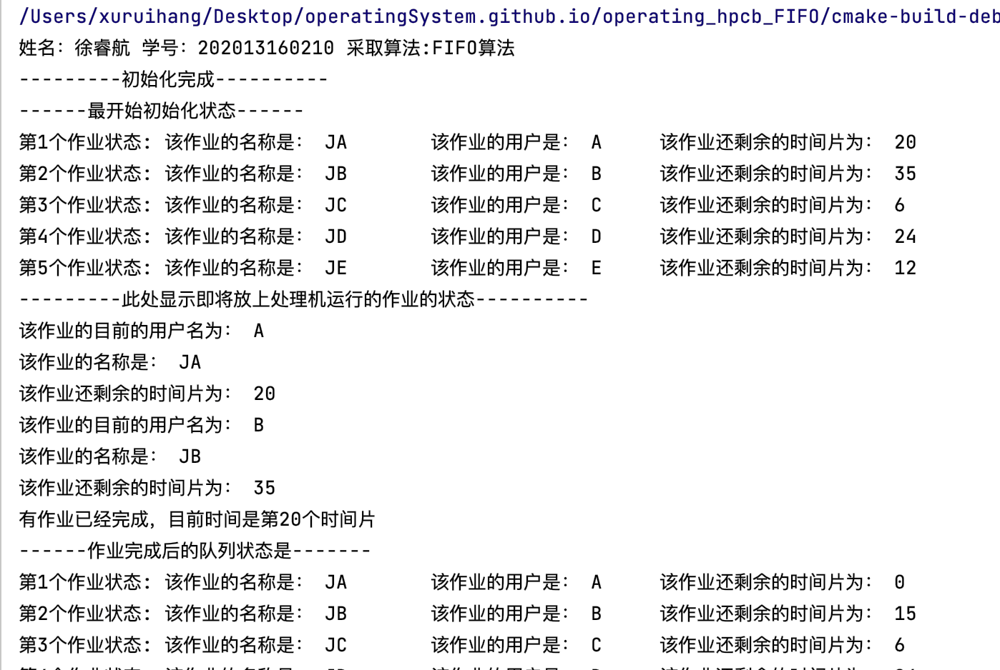 /Users/xuruihang/Desktop/operatingSystem.github.io/operating_hpcb_FIFO/cmake-build-deb
姓名：徐睿航 学号：202013160210 采取算法:FIFO算法
---------初始化完成----------
------最开始初始化状态------
第1个作业状态: 该作业的名称是： JA 该作业的用户是： A 该作业还剩余的时间片为： 20
第2个作业状态: 该作业的名称是： JB 该作业的用户是： B 该作业还剩余的时间片为： 35
第3个作业状态: 该作业的名称是： JC 该作业的用户是： C 该作业还剩余的时间片为： 6
第4个作业状态: 该作业的名称是： JD 该作业的用户是： D 该作业还剩余的时间片为： 24
第5个作业状态: 该作业的名称是： JE 该作业的用户是： E 该作业还剩余的时间片为： 12
---------此处显示即将放上处理机运行的作业的状态----------
该作业的目前的用户名为： A
该作业的名称是： JA
该作业还剩余的时间片为： 20
该作业的目前的用户名为： B
该作业的名称是： JB
该作业还剩余的时间片为： 35
有作业已经完成，目前时间是第20个时间片
------作业完成后的队列状态是-------
第1个作业状态: 该作业的名称是： JA 该作业的用户是： A 该作业还剩余的时间片为： 0
第2个作业状态: 该作业的名称是： JB 该作业的用户是： B 该作业还剩余的时间片为： 15
第3个作业状态: 该作业的名称是： JC 该作业的用户是： C 该作业还剩余的时间片为： 6